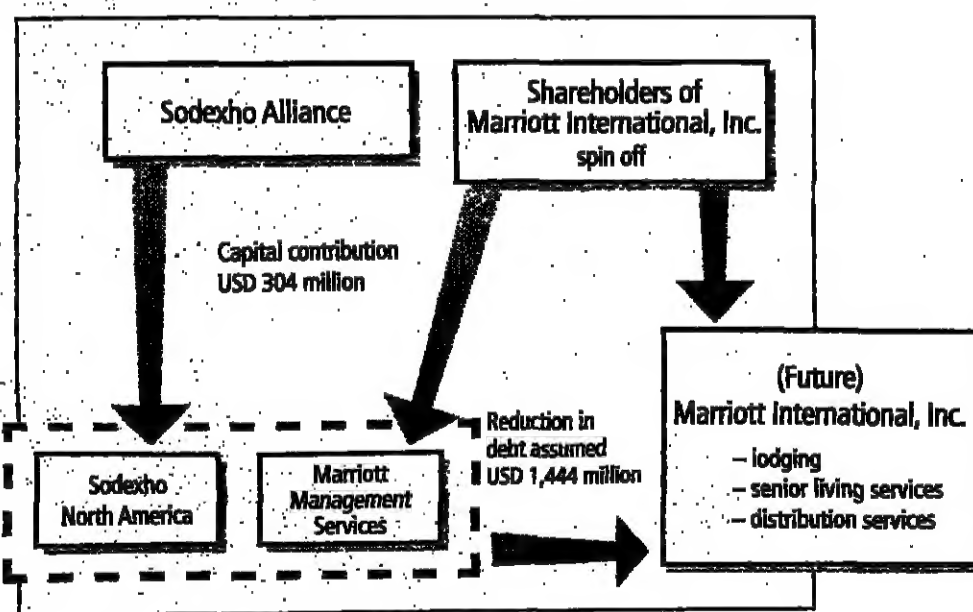 Sodexho Alliance
Shareholders of
Marriott International, Inc.
spin off
Capital contribution
USD 304 million
(Future)
Marriott International, Inc.
– lodging
– senior living services
– distribution services
Reduction in
debt assumed
USD 1,444 million
Sodexho
North America
Marriott
Management
Services